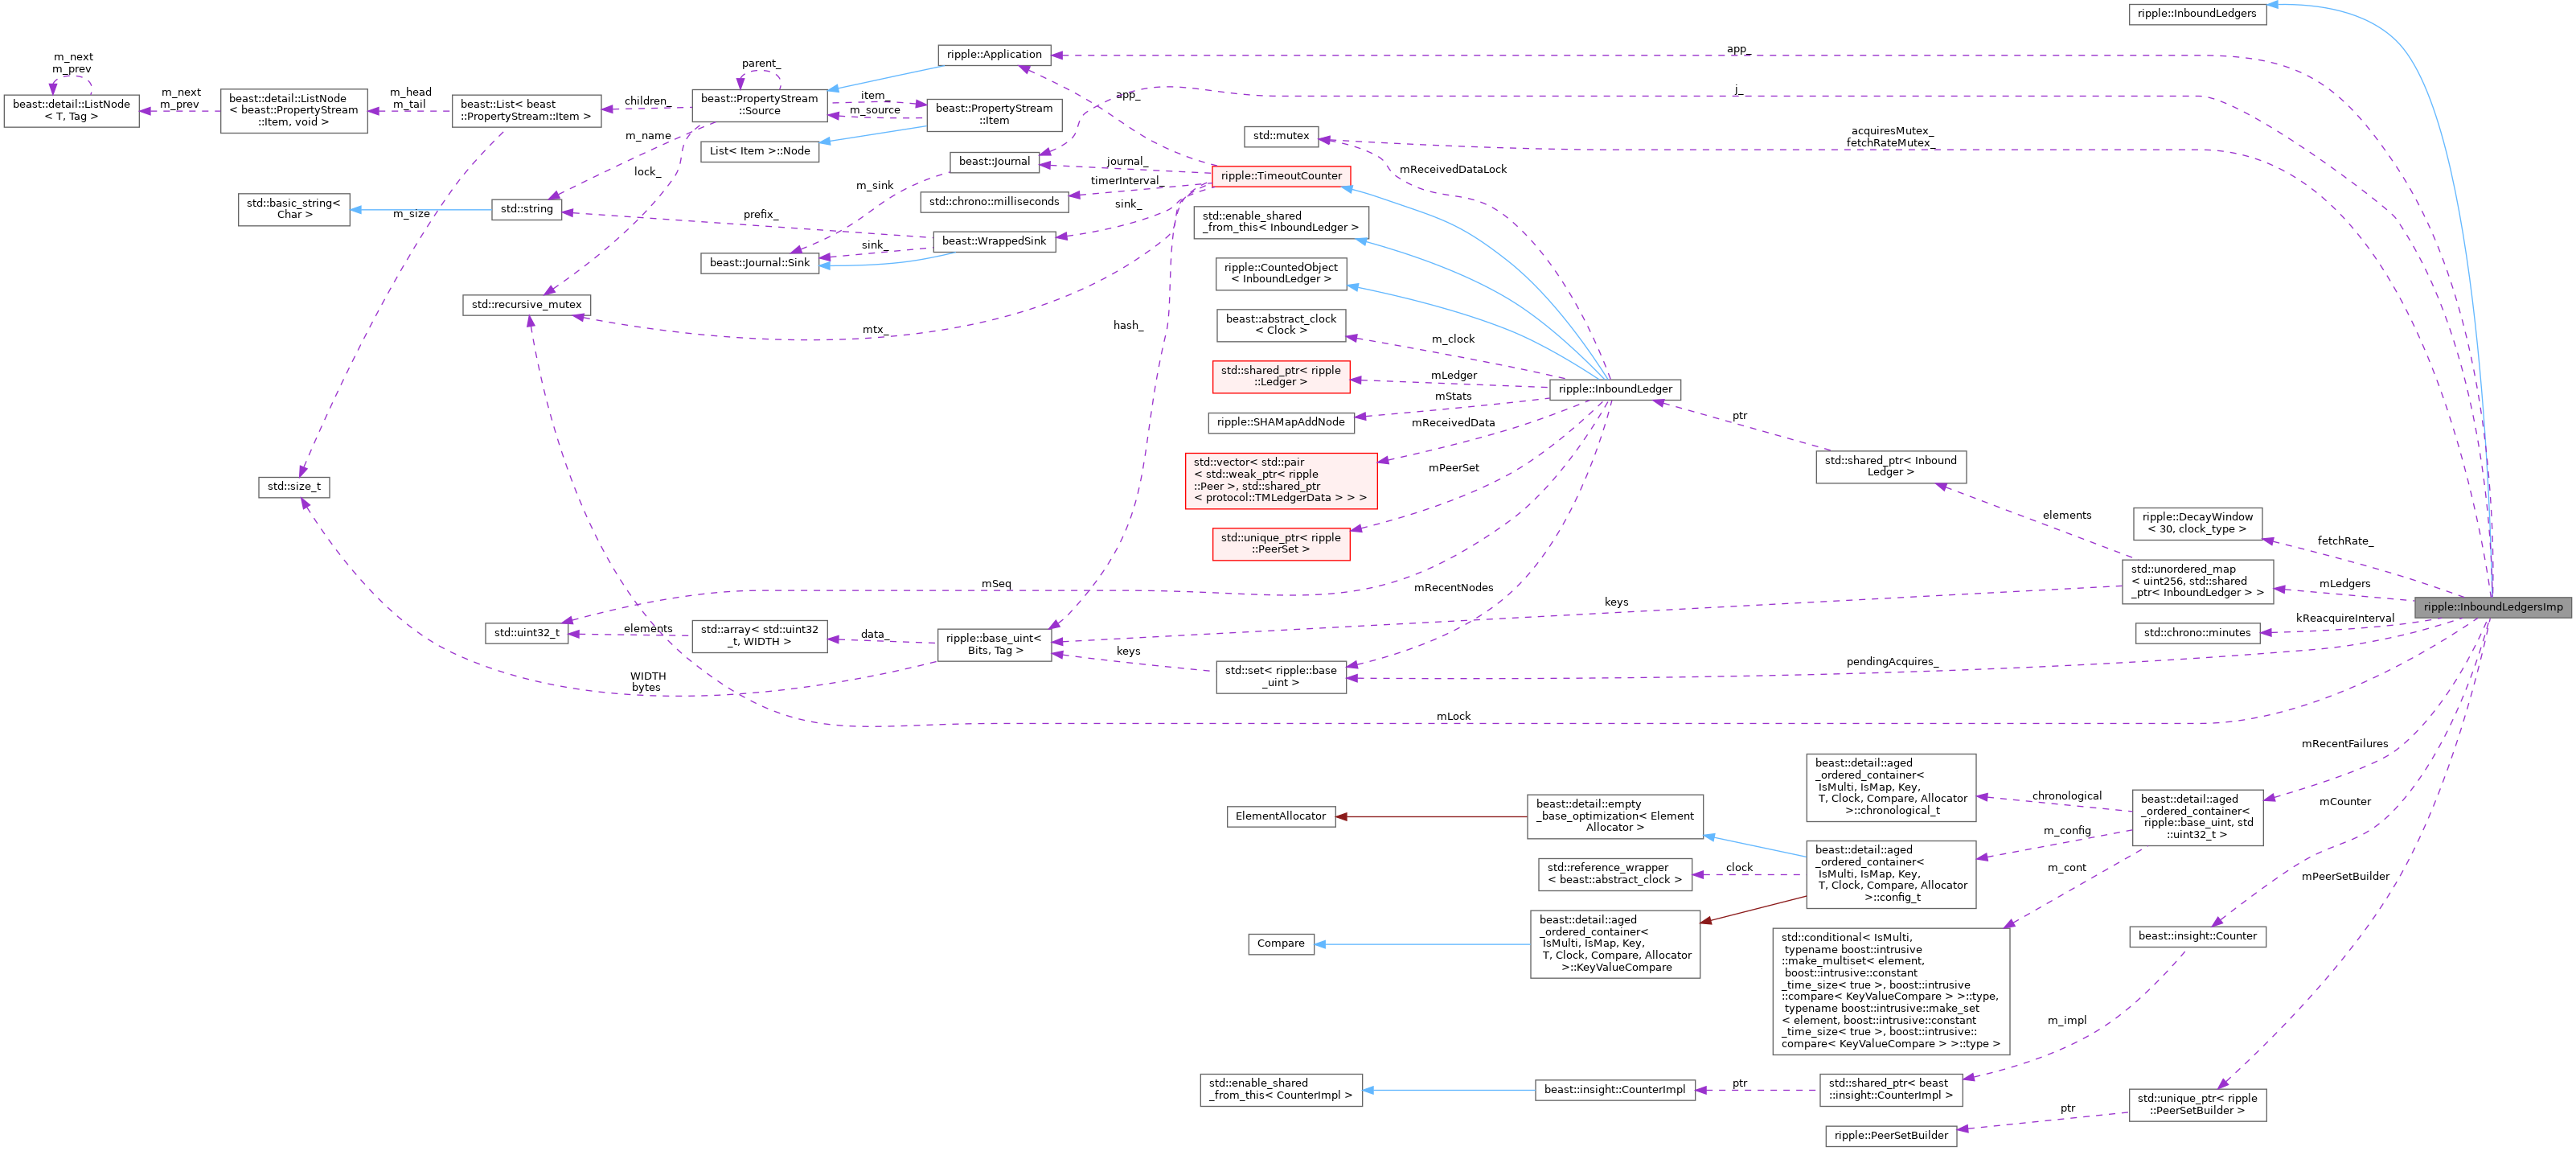 ripple::InboundLedgers
app_
ripple::Application
m_next
m_prev
parent_
j_
item_
m_source
app_
beast::detail::ListNode
< T, Tag >
m_next
m_prev
beast::detail::ListNode
< beast::PropertyStream
::Item, void >
m_head
m_tail
beast::List< beast
::PropertyStream::Item >
children_
beast::PropertyStream
::Source
beast::PropertyStream
::Item
std::mutex
acquiresMutex_
fetchRateMutex_
m_name
List< Item >::Node
beast::Journal
journal_
mReceivedDataLock
lock_
m_sink
timerInterval_
ripple::TimeoutCounter
std::chrono::milliseconds
sink_
std::basic_string<
Char >
m_size
std::string
prefix_
std::enable_shared
_from_this< InboundLedger >
beast::WrappedSink
sink_
beast::Journal::Sink
ripple::CountedObject
< InboundLedger >
std::recursive_mutex
mtx_
hash_
beast::abstract_clock
< Clock >
m_clock
std::shared_ptr< ripple
::Ledger >
mLedger
ripple::InboundLedger
mStats
ripple::SHAMapAddNode
mReceivedData
ptr
std::vector< std::pair
< std::weak_ptr< ripple
::Peer >, std::shared_ptr
< protocol::TMLedgerData > > >
mPeerSet
std::shared_ptr< Inbound
Ledger >
std::size_t
std::unique_ptr< ripple
::PeerSet >
elements
ripple::DecayWindow
< 30, clock_type >
fetchRate_
mSeq
mRecentNodes
std::unordered_map
< uint256, std::shared
_ptr< InboundLedger > >
mLedgers
keys
ripple::InboundLedgersImp
kReacquireInterval
std::chrono::minutes
std::uint32_t
elements
std::array< std::uint32
_t, WIDTH >
data_
ripple::base_uint<
Bits, Tag >
keys
std::set< ripple::base
_uint >
pendingAcquires_
WIDTH
bytes
mLock
mRecentFailures
beast::detail::aged
_ordered_container<
IsMulti, IsMap, Key,
T, Clock, Compare, Allocator
>::chronological_t
chronological
beast::detail::aged
_ordered_container<
ripple::base_uint, std
::uint32_t >
mCounter
ElementAllocator
beast::detail::empty
_base_optimization< Element
Allocator >
m_config
beast::detail::aged
_ordered_container<
IsMulti, IsMap, Key,
T, Clock, Compare, Allocator
>::config_t
clock
std::reference_wrapper
< beast::abstract_clock >
m_cont
mPeerSetBuilder
Compare
beast::detail::aged
_ordered_container<
IsMulti, IsMap, Key,
T, Clock, Compare, Allocator
>::KeyValueCompare
std::conditional< IsMulti,
typename boost::intrusive
::make_multiset< element,
boost::intrusive::constant
_time_size< true >, boost::intrusive
::compare< KeyValueCompare > >::type,
typename boost::intrusive::make_set
< element, boost::intrusive::constant
_time_size< true >, boost::intrusive::
compare< KeyValueCompare > >::type >
beast::insight::Counter
m_impl
std::enable_shared
_from_this< CounterImpl >
beast::insight::CounterImpl
ptr
std::shared_ptr< beast
::insight::CounterImpl >
std::unique_ptr< ripple
::PeerSetBuilder >
ptr
ripple::PeerSetBuilder